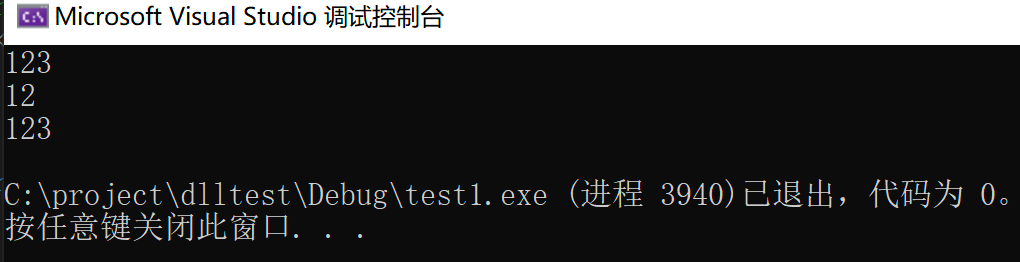 Microsoft Visual Studio 调试控制台
123
12
123
C:\project\dlltest\Debug\test1.exe (进程 3940)已退出，代码为 0。
按任意键关闭此窗口. . .